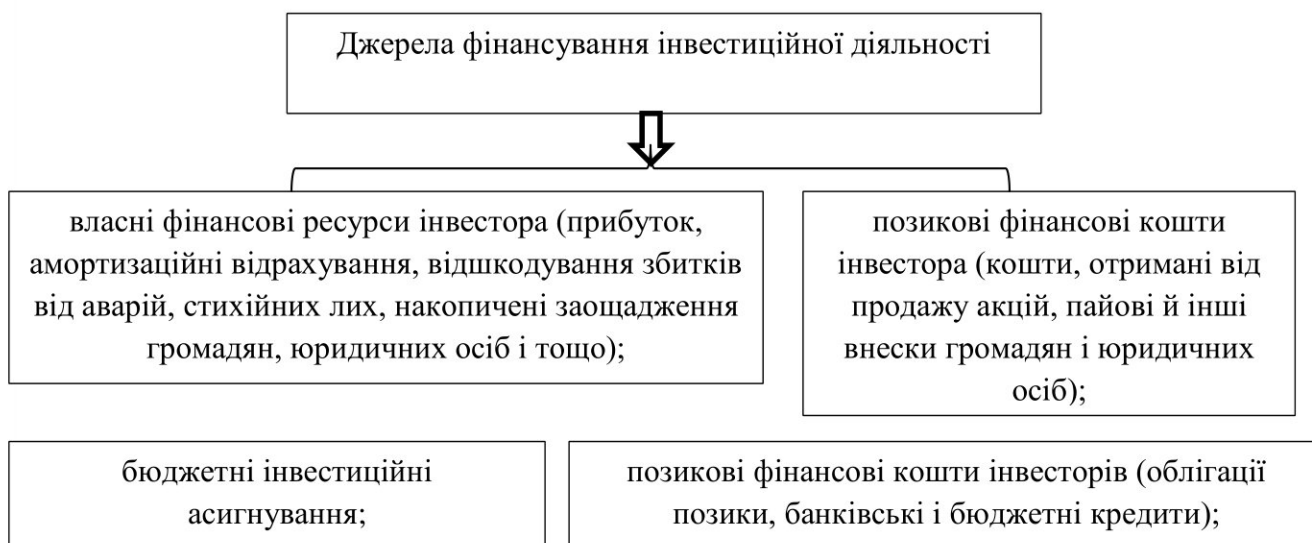 Джерела фінансування інвестиційної діяльності
власні фінансові ресурси інвестора (прибуток,
амортизаційні відрахування, відшкодування збитків
від аварій, стихійних лих, накопичені заощадження
громадян, юридичних осіб і тощо);
позикові фінансові кошти
інвестора (кошти, отримані від
продажу акцій, пайові й інші
внески громадян і юридичних
осіб);
бюджетні інвестиційні
асигнування;
позикові фінансові кошти інвесторів (облігації
позики, банківські і бюджетні кредити);